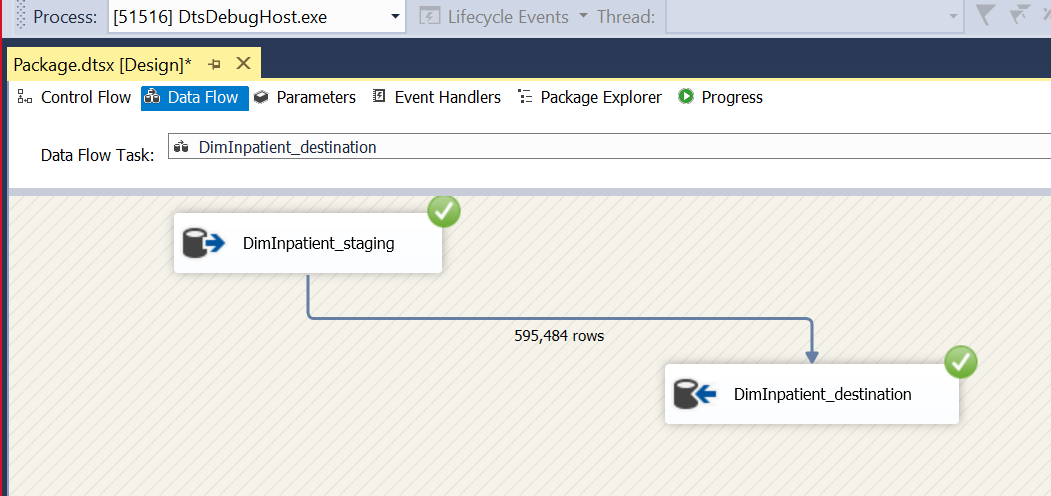 Process: [51516] DtsDebugHost.exe Lifecycle Events Thread:
Package.dtsx [Design]*
Control Flow Data Flow Parameters Event Handlers Package Explorer Progress
Data Flow Task: DimInpatient_destination
DimInpatient_staging
595,484 rows
DimInpatient_destination